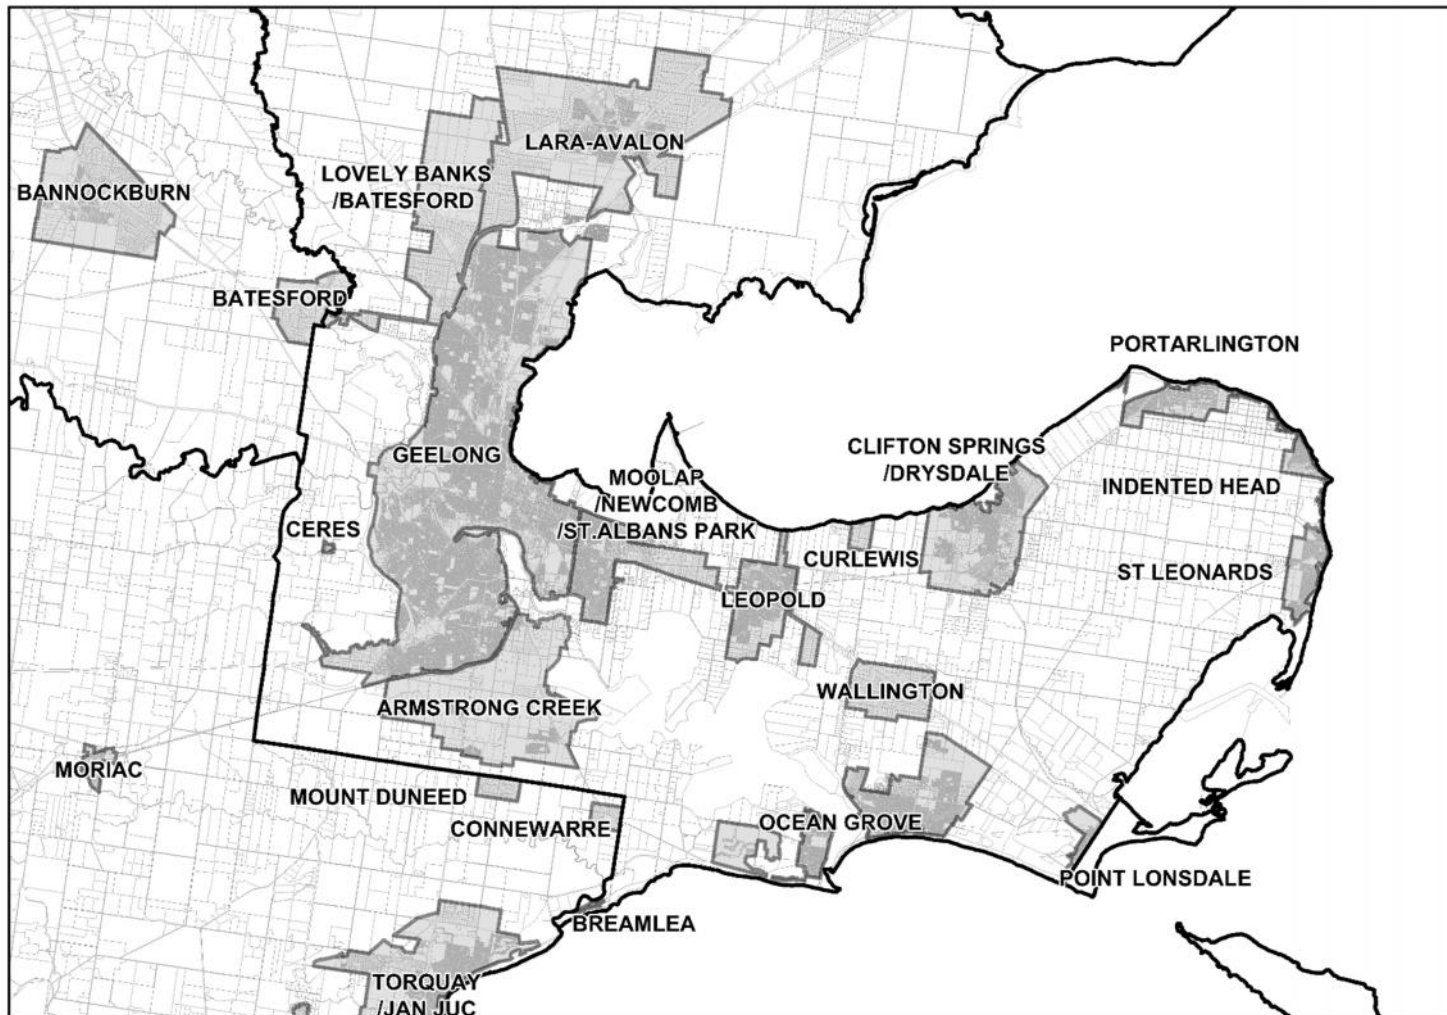 LARA-AVALON
LOVELY BANKS
/BATESFORD
BANNOCKBURN
BATESFORD
PORTARLINGTON
GEELONG
CLIFTON SPRINGS
/DRYSDALE
MOOLAP
/NEWCOMB
/ST.ALBANS PARK
INDENTED HEAD
CERES
CURLEWIS
ST LEONARDS
LEOPOLD
WALLINGTON
ARMSTRONG CREEK
MORIAC
MOUNT DUNEED
CONNEWARRE
OCEAN GROVE
POINT LONSDALE
BREAMLEA
TORQUAY
/JAN JUC